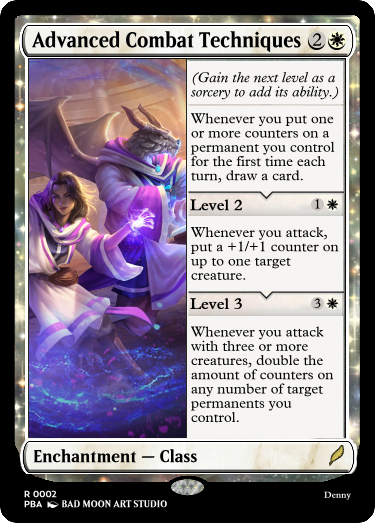 Advanced Combat Techniques 2
(Gain the next level as a
sorcery to add its ability.)
Whenever you put one
or more counters on a
permanent you control
for the first time each
turn, draw a card.
Level 2 1
Whenever you attack,
put a +1/+1 counter on
up to one target
creature.
Level 3 3
Whenever you attack
with three or more
creatures, double the
amount of counters on
any number of target
permanents you
control.
Enchantment — Class
R 0002
PBA BAD MOON ART STUDIO
Denny